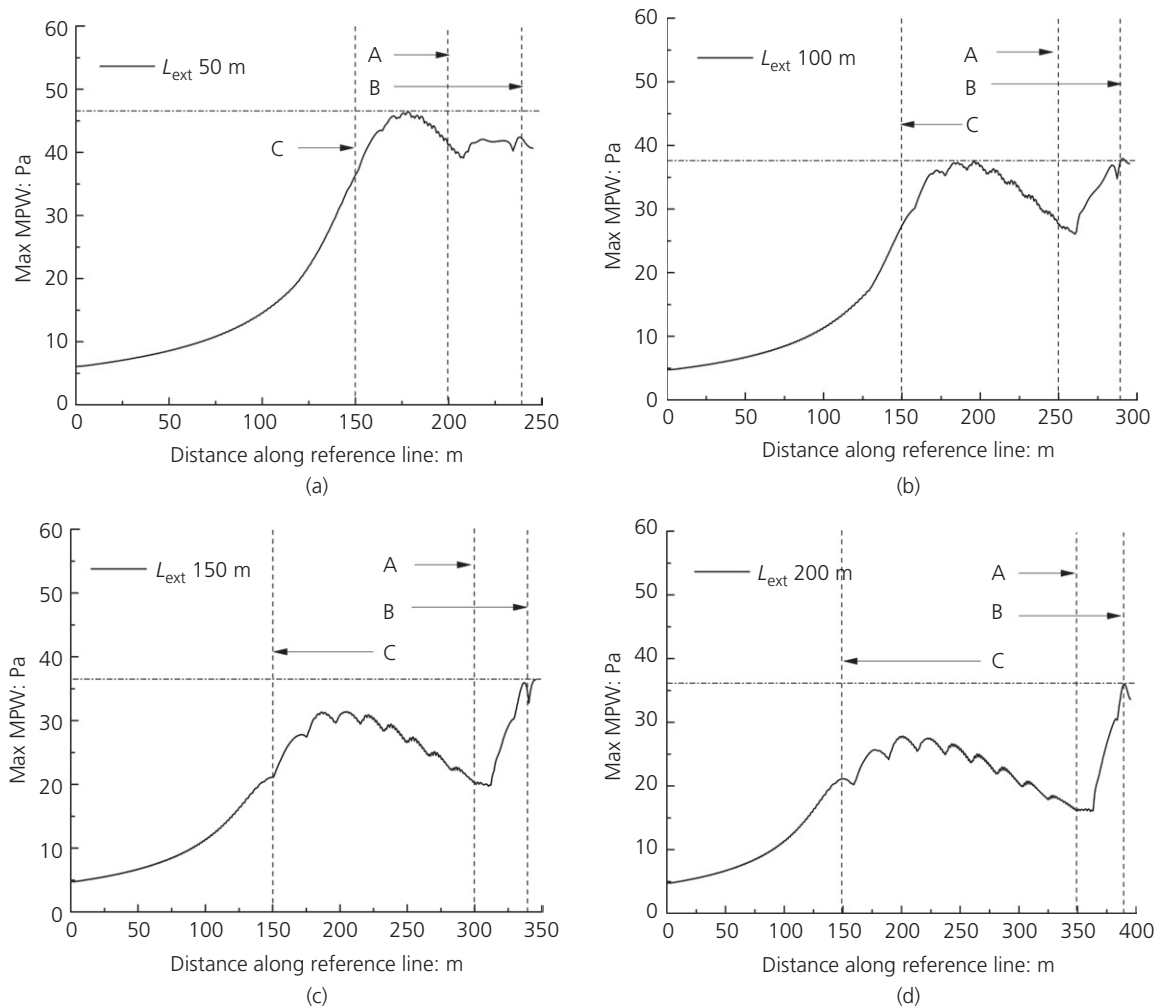 60
50
40
30
20
10
0
Max MPW: Pa
L_ext 50 m
A
B
C
0 50 100 150 200 250
Distance along reference line: m
(a)
60
50
40
30
20
10
0
Max MPW: Pa
L_ext 100 m
A
B
C
0 50 100 150 200 250 300
Distance along reference line: m
(b)
60
50
40
30
20
10
0
Max MPW: Pa
L_ext 150 m
A
B
C
0 50 100 150 200 250 300 350
Distance along reference line: m
(c)
60
50
40
30
20
10
0
Max MPW: Pa
L_ext 200 m
A
B
C
0 50 100 150 200 250 300 350 400
Distance along reference line: m
(d)